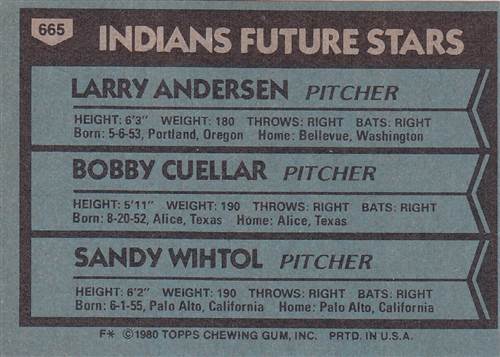 665 INDIANS FUTURE STARS
LARRY ANDERSEN PITCHER
HEIGHT: 6'3" WEIGHT: 180 THROWS: RIGHT BATS: RIGHT
Born: 5-6-53, Portland, Oregon Home: Bellevue, Washington
BOBBY CUELLAR PITCHER
HEIGHT: 5'11" WEIGHT: 190 THROWS: RIGHT BATS: RIGHT
Born: 8-20-52, Alice, Texas Home: Alice, Texas
SANDY WIHTOL PITCHER
HEIGHT: 6'2" WEIGHT: 190 THROWS: RIGHT BATS: RIGHT
Born: 6-1-55, Palo Alto, California Home: Palo Alto, California
F* © 1980 TOPPS CHEWING GUM, INC. PRTD. IN U.S.A.